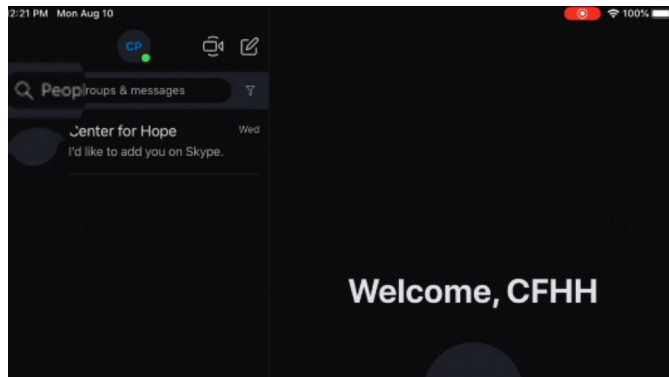 2:21 PM Mon Aug 10
100%
CP
Peop roups & messages
Center for Hope
Wed
I'd like to add you on Skype.
Welcome, CFHH